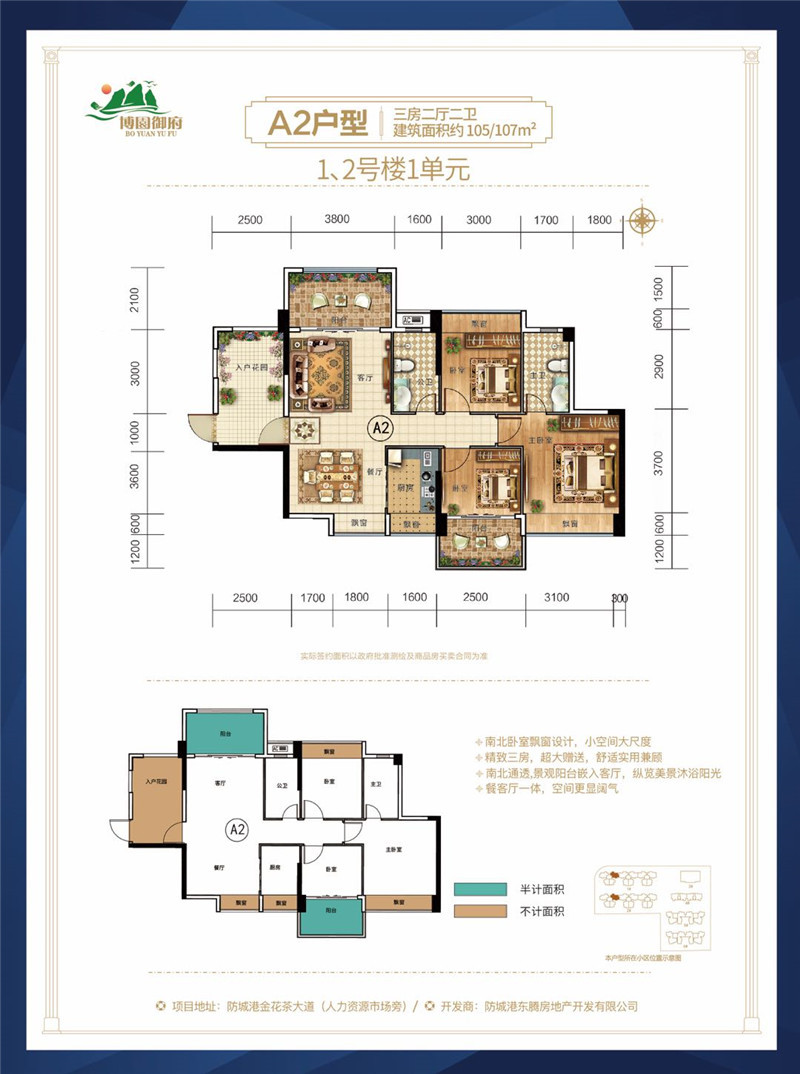 博園御府
BO YUAN YU FU
A2户型
三房二厅二卫
建筑面积约 105/107m²
1、2号楼1单元
2500 3800 1600 3000 1700 1800
2100
3000
1000
3600
600
1200
1500
600
2900
3700
600
1200
阳台
飘窗
入户花园
客厅
公卫
卧室
主卫
A2
主卧室
餐厅
厨房
卧室
飘窗
飘窗
阳台
飘窗
2500 1700 1800 1600 2500 3100 300
实际签约面积以政府批准测绘及商品房买卖合同为准
阳台
飘窗
入户花园
客厅
公卫
卧室
主卫
A2
主卧室
餐厅
厨房
卧室
飘窗
飘窗
飘窗
阳台
南北卧室飘窗设计，小空间大尺度
精致三房，超大赠送，舒适实用兼顾
南北通透,景观阳台嵌入客厅，纵览美景沐浴阳光
餐客厅一体，空间更显阔气
半计面积
不计面积
本户型所在小区位置示意图
项目地址：防城港金花茶大道（人力资源市场旁）/ 开发商：防城港东腾房地产开发有限公司